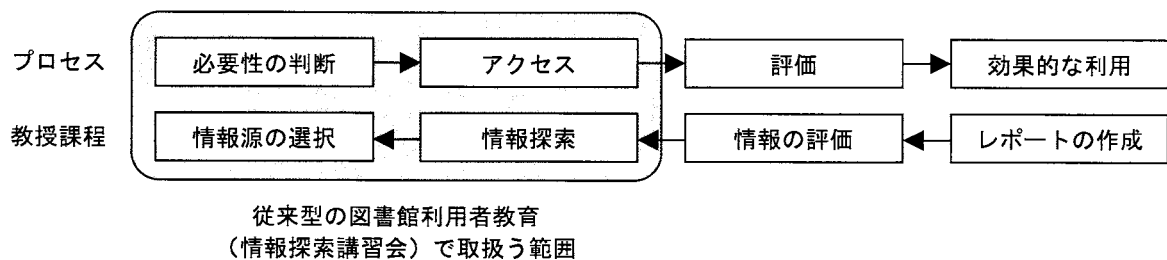 プロセス 必要性の判断 アクセス 評価 効果的な利用
教授課程 情報源の選択 情報探索 情報の評価 レポートの作成
従来型の図書館利用者教育
（情報探索講習会）で取扱う範囲